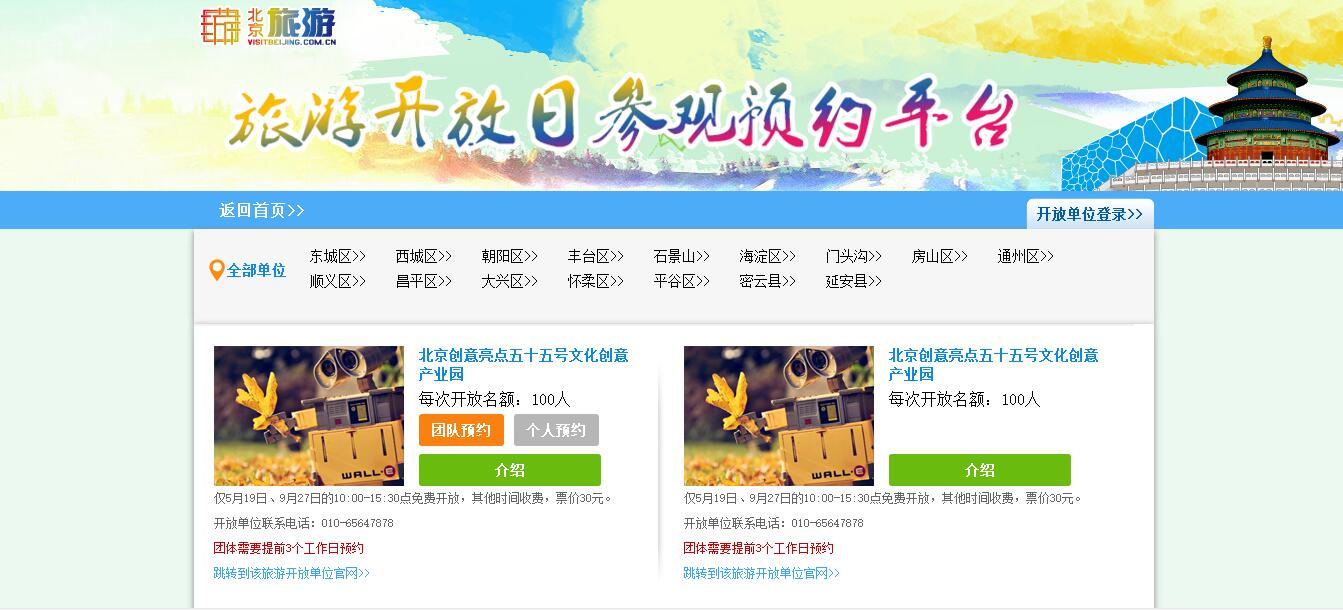 北京旅游
VISITBEIJING.COM.CN
旅游开放日参观预约平台
返回首页>>
开放单位登录>>
全部单位
东城区>> 西城区>> 朝阳区>> 丰台区>> 石景山>> 海淀区>> 门头沟>> 房山区>> 通州区>>
顺义区>> 昌平区>> 大兴区>> 怀柔区>> 平谷区>> 密云县>> 延安县>>
北京创意亮点五十五号文化创意
产业园
每次开放名额：100人
团队预约 个人预约
介绍
WALL·E
仅5月19日、9月27日的10:00-15:30点免费开放，其他时间收费，票价30元。
开放单位联系电话：010-65647878
团体需要提前3个工作日预约
跳转到该旅游开放单位官网>>
北京创意亮点五十五号文化创意
产业园
每次开放名额：100人
介绍
WALL·E
仅5月19日、9月27日的10:00-15:30点免费开放，其他时间收费，票价30元。
开放单位联系电话：010-65647878
团体需要提前3个工作日预约
跳转到该旅游开放单位官网>>